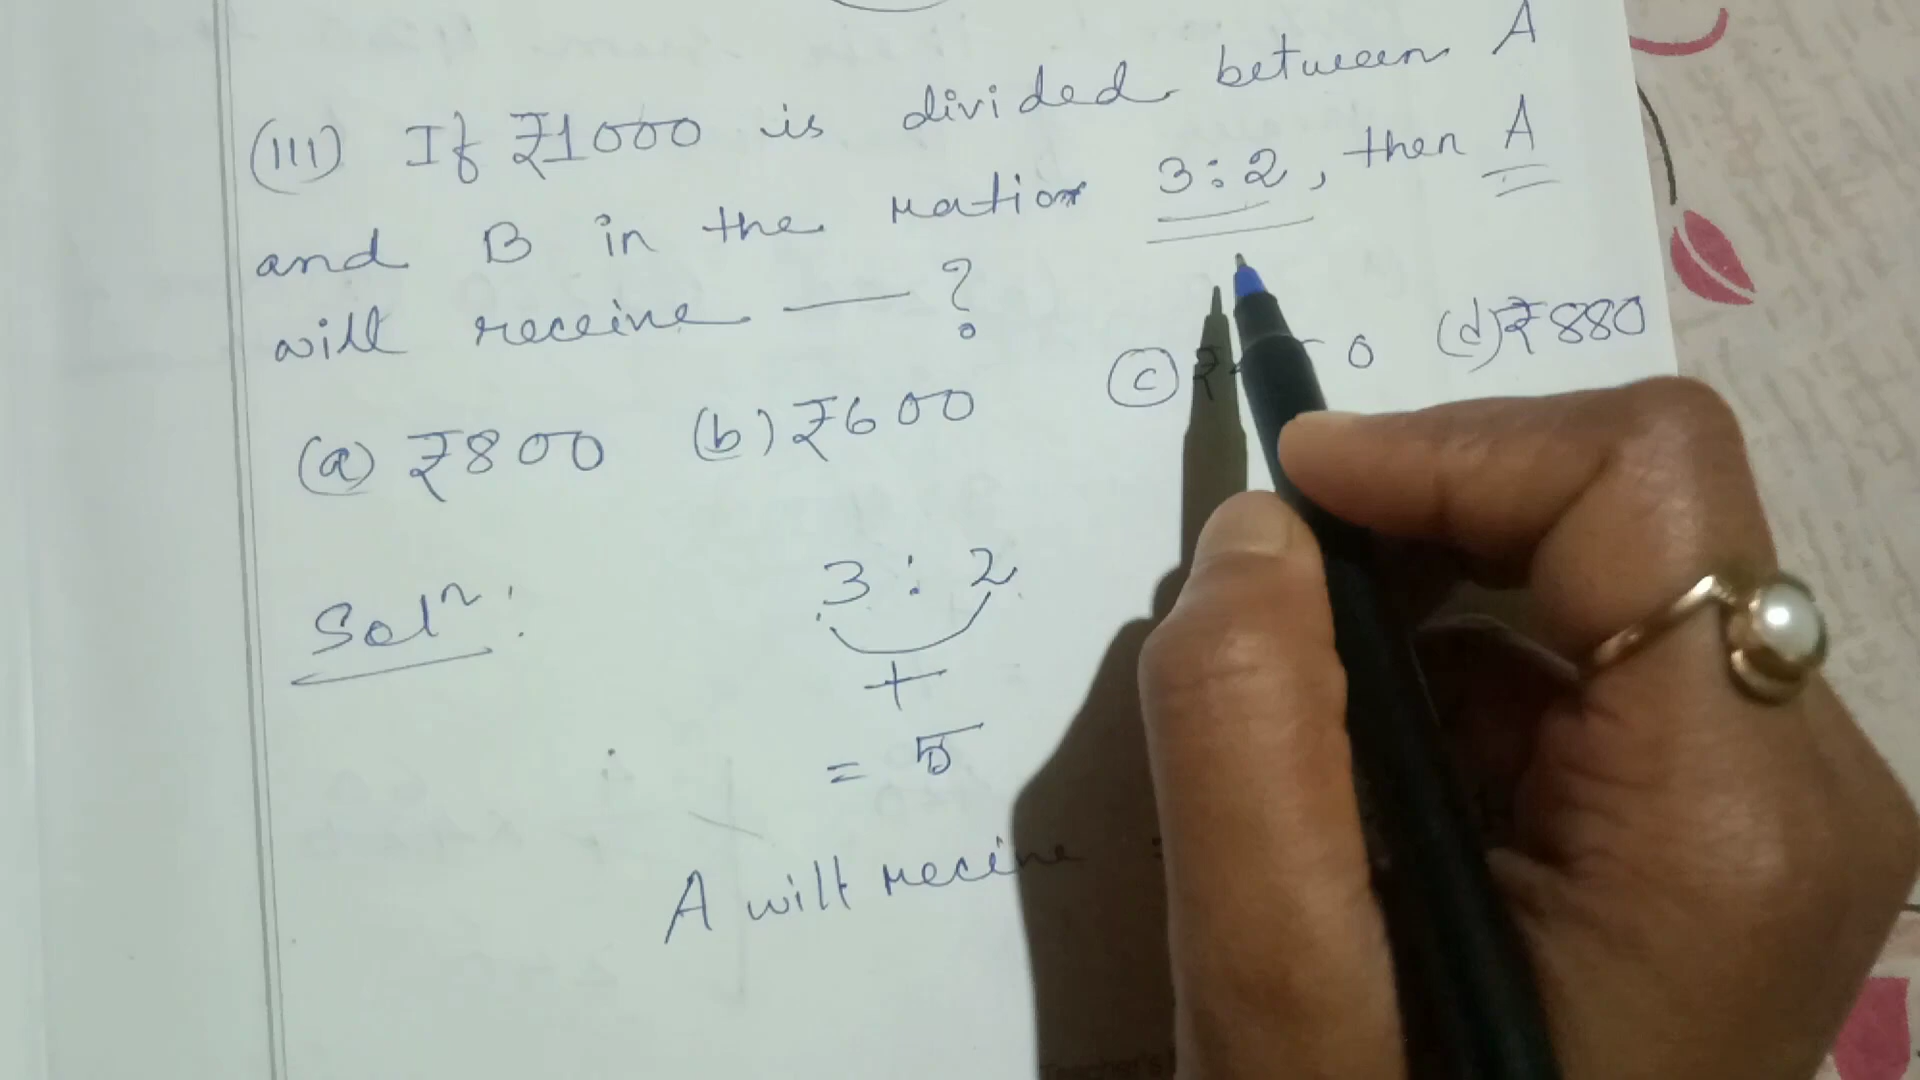 (III) If ₹1000 is divided between A
and B in the ratio 3:2, then A
will receive — ?
(a) ₹800 (b) ₹600 (c) ₹ 0 (d) ₹880
Solⁿ:
3 : 2
+
= 5
A will receive :